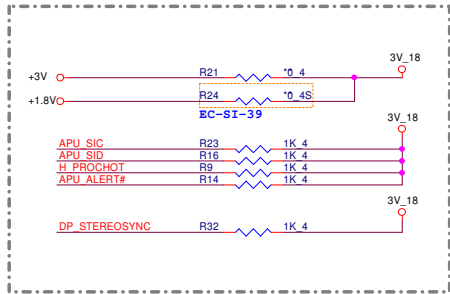 3V_18
+3V R21 *0_4
+1.8V R24 *0_4S
EC-SI-39
3V_18
APU_SIC R23 1K_4
APU_SID R16 1K_4
H_PROCHOT R9 1K_4
APU_ALERT# R14 1K_4
3V_18
DP_STEREOSYNC R32 1K_4